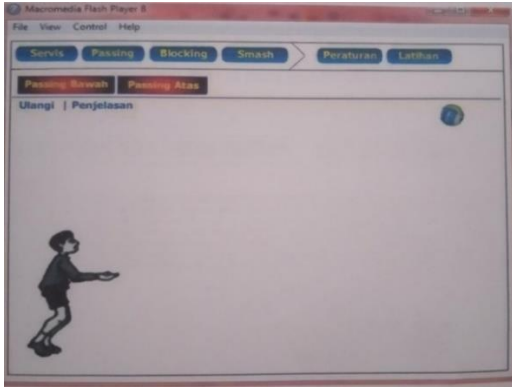 Macromedia Flash Player 8
File View Control Help
Servis Passing Blocking Smash Peraturan Latihan
Passing Bawah Passing Atas
Ulangi | Penjelasan